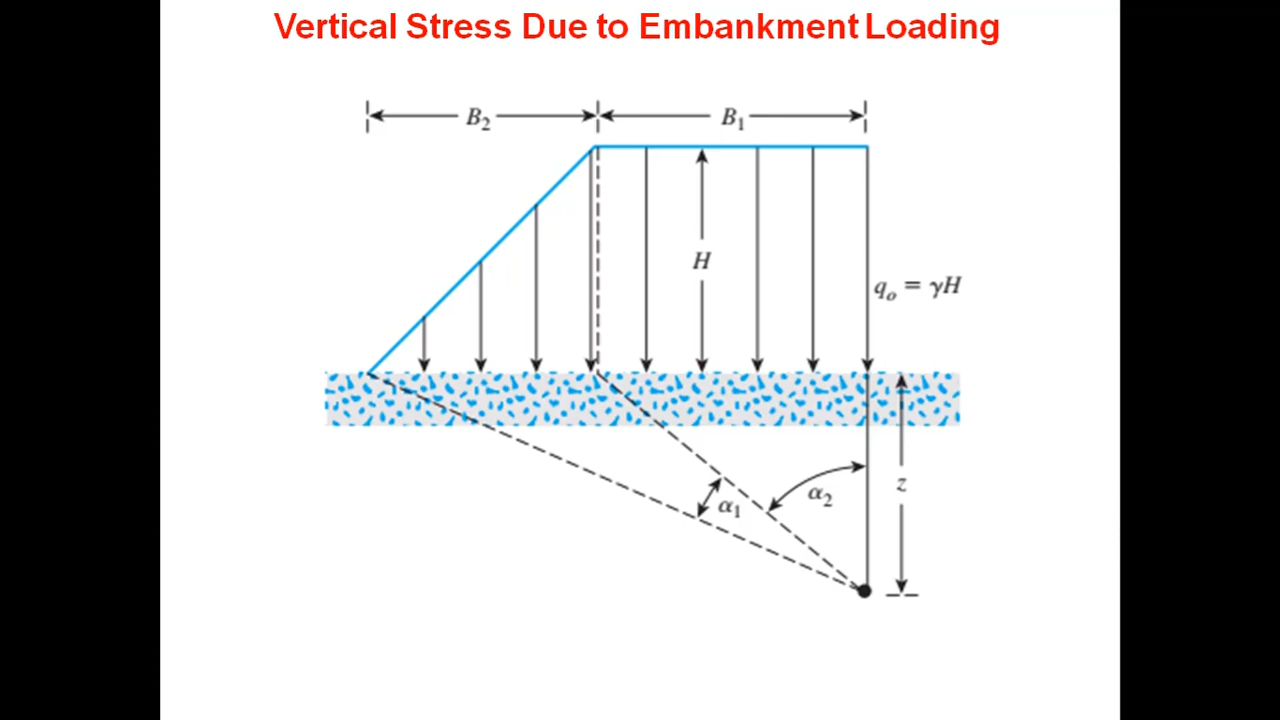 Vertical Stress Due to Embankment Loading
B₂
B₁
H
qₒ = γH
z
α₁
α₂